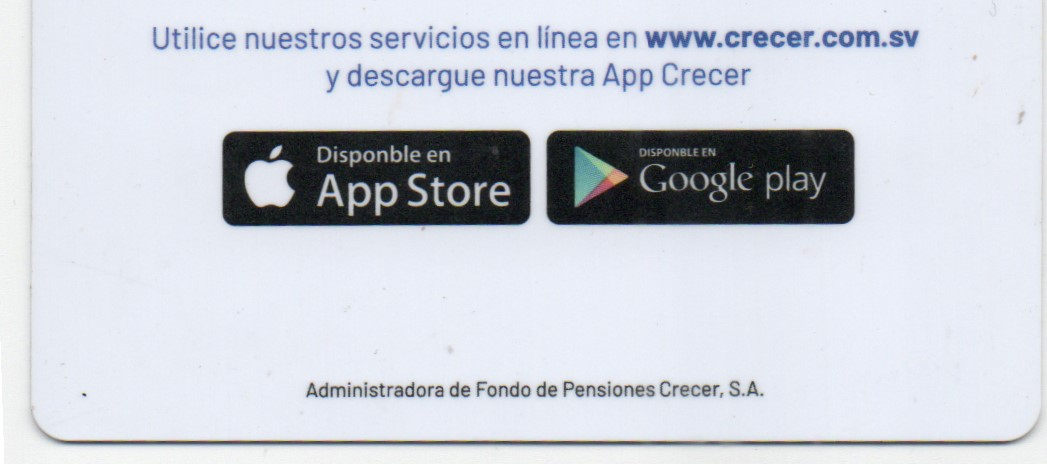 Utilice nuestros servicios en línea en www.crecer.com.sv
y descargue nuestra App Crecer
Disponble en
App Store
DISPONBLE EN
Google play
Administradora de Fondo de Pensiones Crecer, S.A.